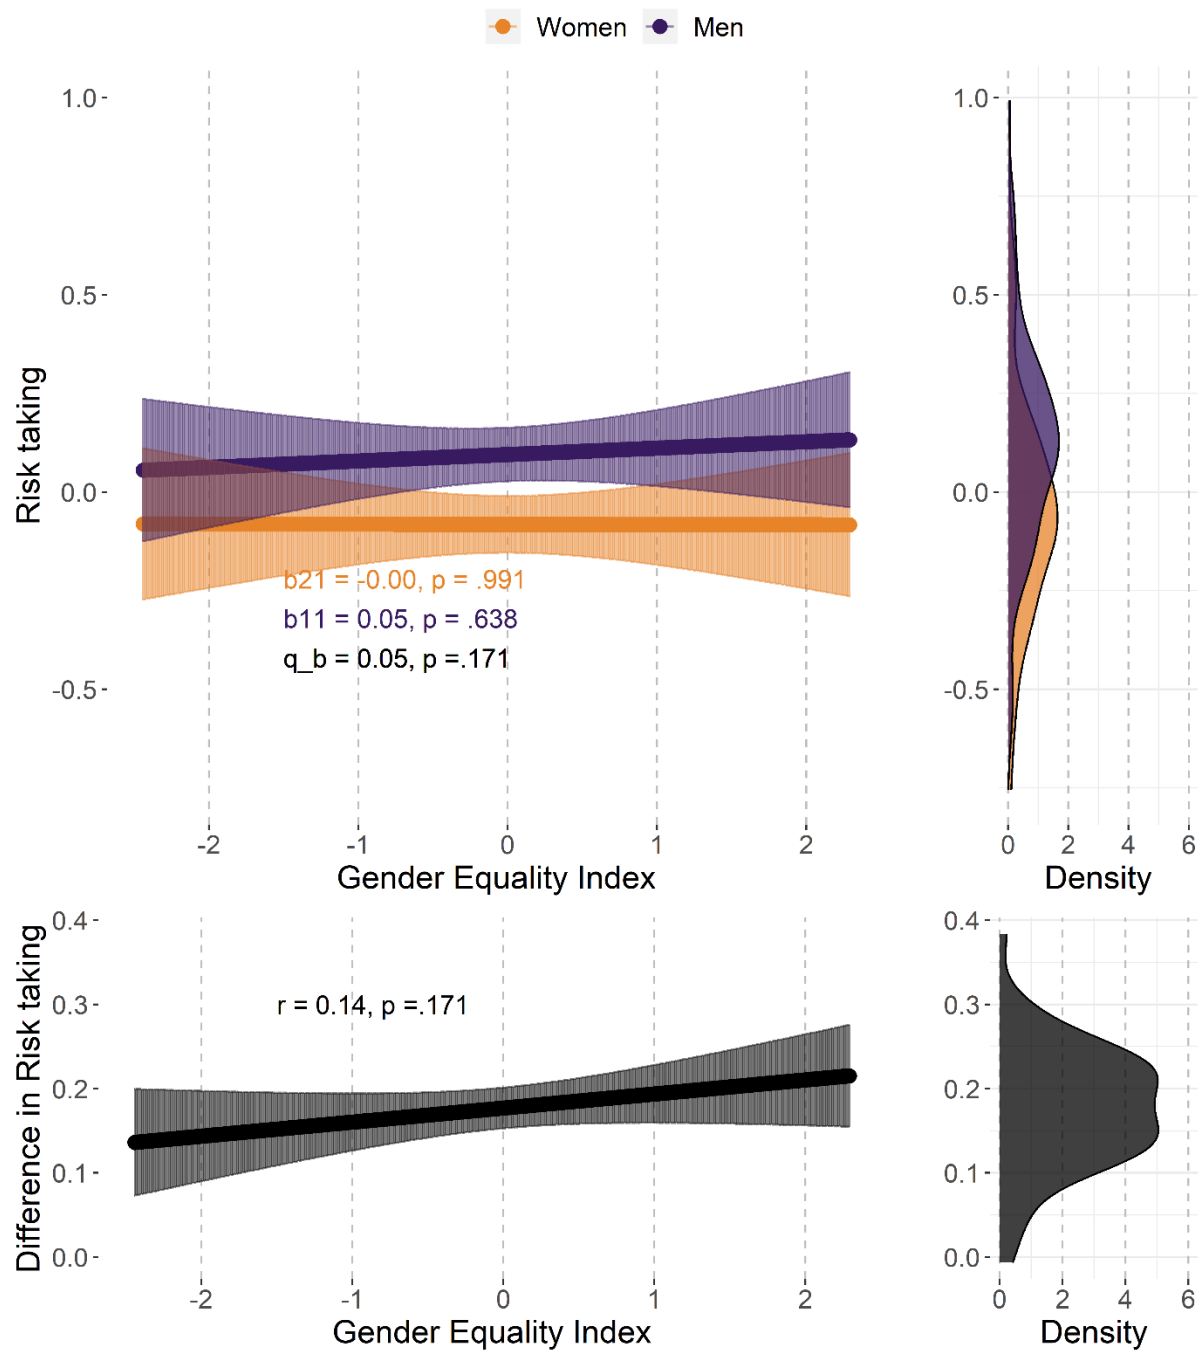 Women Men
1.0
0.5
0.0
-0.5
Risk taking
-2 -1 0 1 2
Gender Equality Index
b21 = -0.00, p = .991
b11 = 0.05, p = .638
q_b = 0.05, p =.171
1.0
0.5
0.0
-0.5
0 2 4 6
Density
0.4
0.3
0.2
0.1
0.0
Difference in Risk taking
r = 0.14, p =.171
-2 -1 0 1 2
Gender Equality Index
0.4
0.3
0.2
0.1
0.0
0 2 4 6
Density